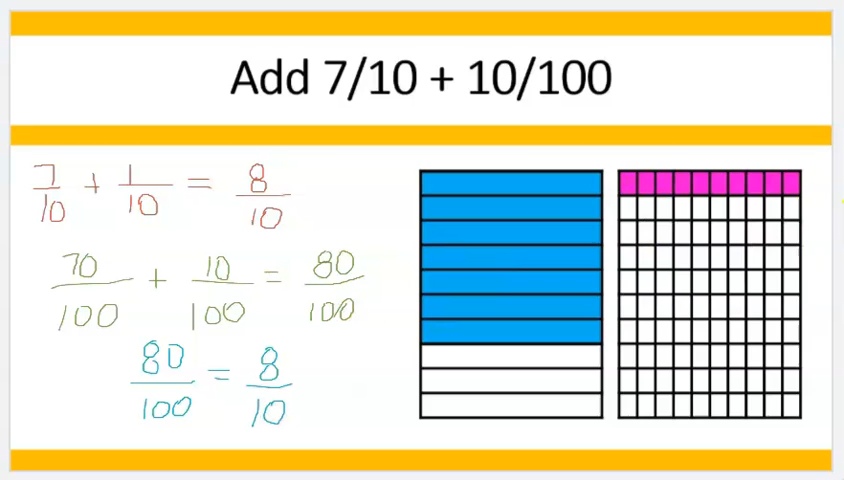 Add 7/10 + 10/100
7/10 + 1/10 = 8/10
70/100 + 10/100 = 80/100
80/100 = 8/10